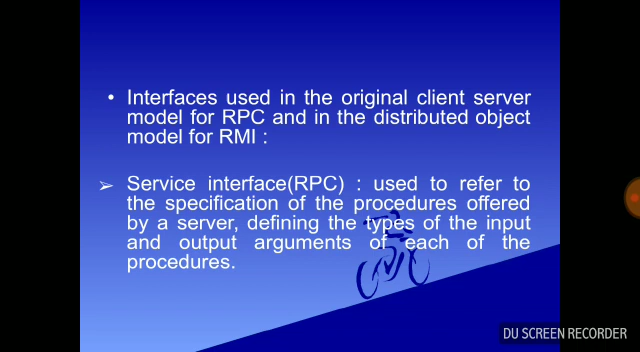 • Interfaces used in the original client server
model for RPC and in the distributed object
model for RMI :
➢ Service interface(RPC) : used to refer to
the specification of the procedures offered
by a server, defining the types of the input
and output arguments of each of the
procedures.
DU SCREEN RECORDER